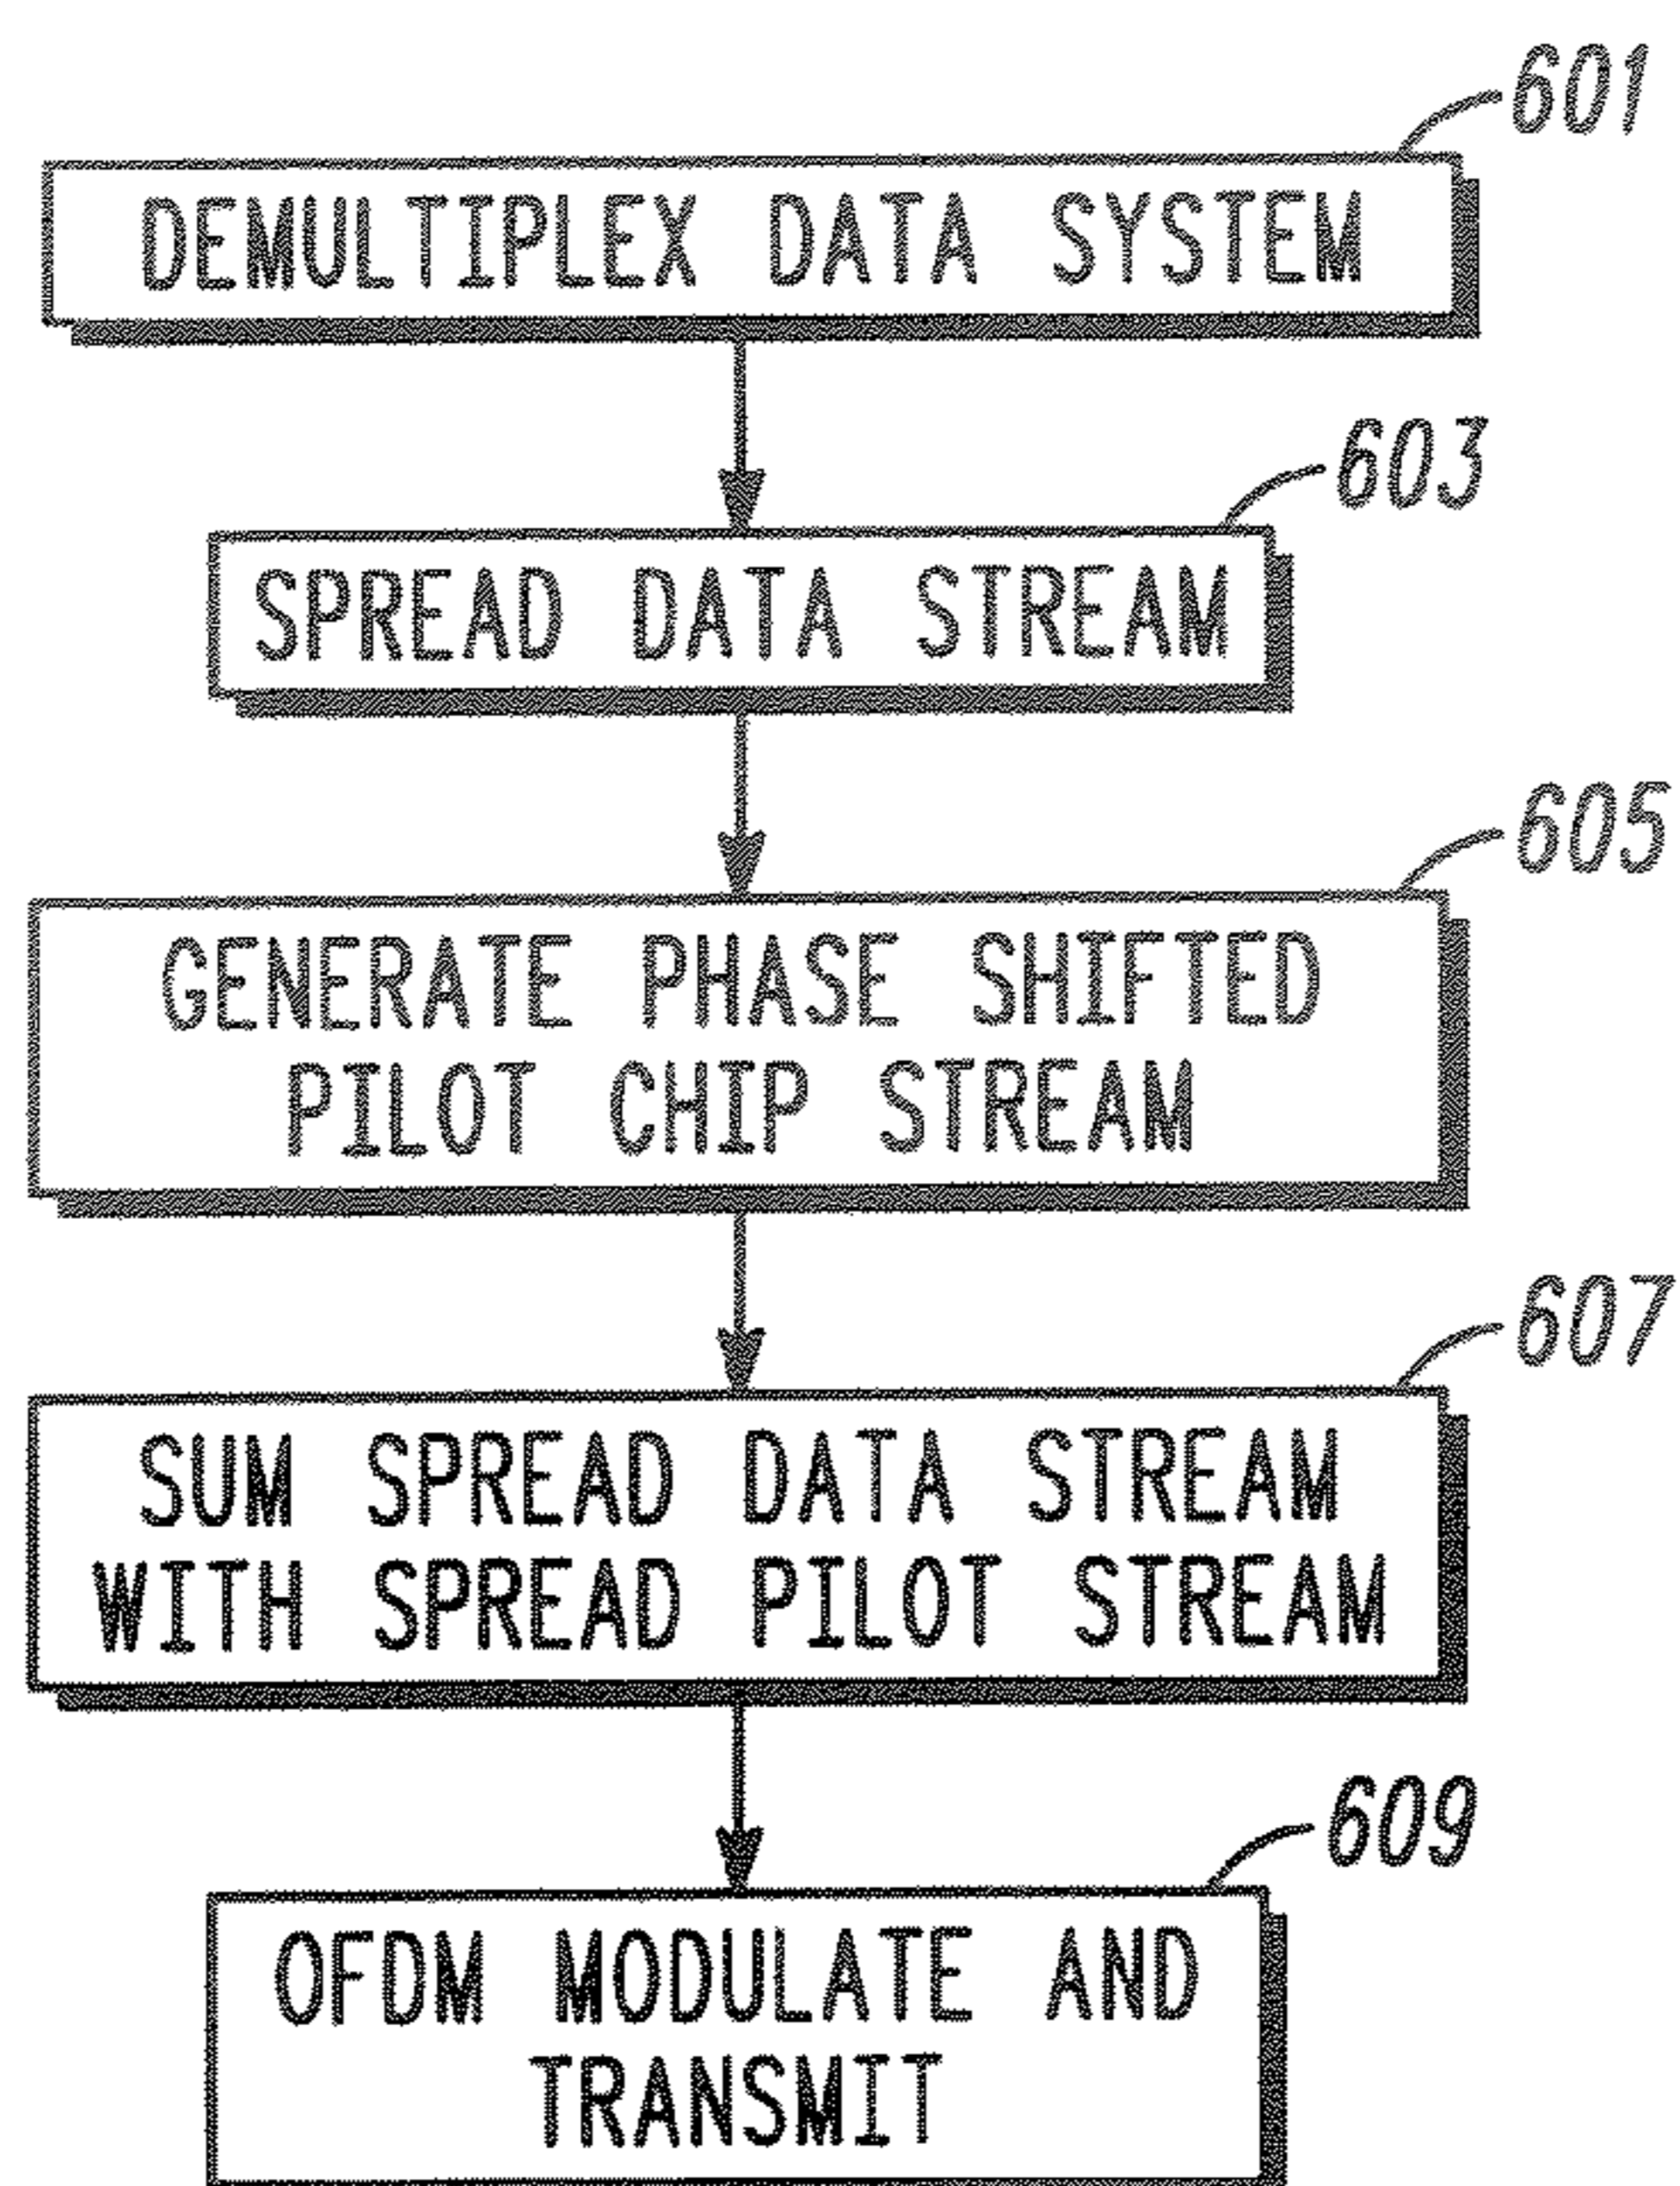 601
DEMULTIPLEX DATA SYSTEM
603
SPREAD DATA STREAM
605
GENERATE PHASE SHIFTED
PILOT CHIP STREAM
607
SUM SPREAD DATA STREAM
WITH SPREAD PILOT STREAM
609
OFDM MODULATE AND
TRANSMIT